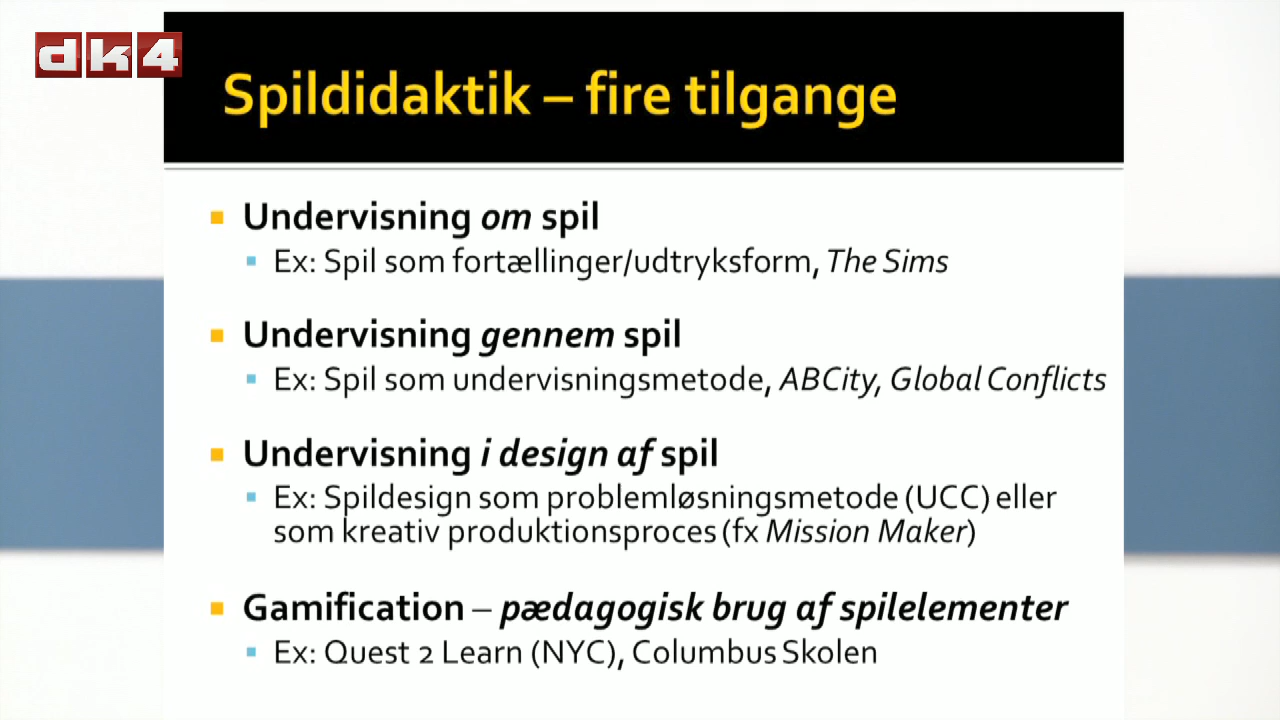 dk4
Spildidaktik – fire tilgange
Undervisning om spil
Ex: Spil som fortællinger/udtryksform, The Sims
Undervisning gennem spil
Ex: Spil som undervisningsmetode, ABCity, Global Conflicts
Undervisning i design af spil
Ex: Spildesign som problemløsningsmetode (UCC) eller
som kreativ produktionsproces (fx Mission Maker)
Gamification – pædagogisk brug af spilelementer
Ex: Quest 2 Learn (NYC), Columbus Skolen